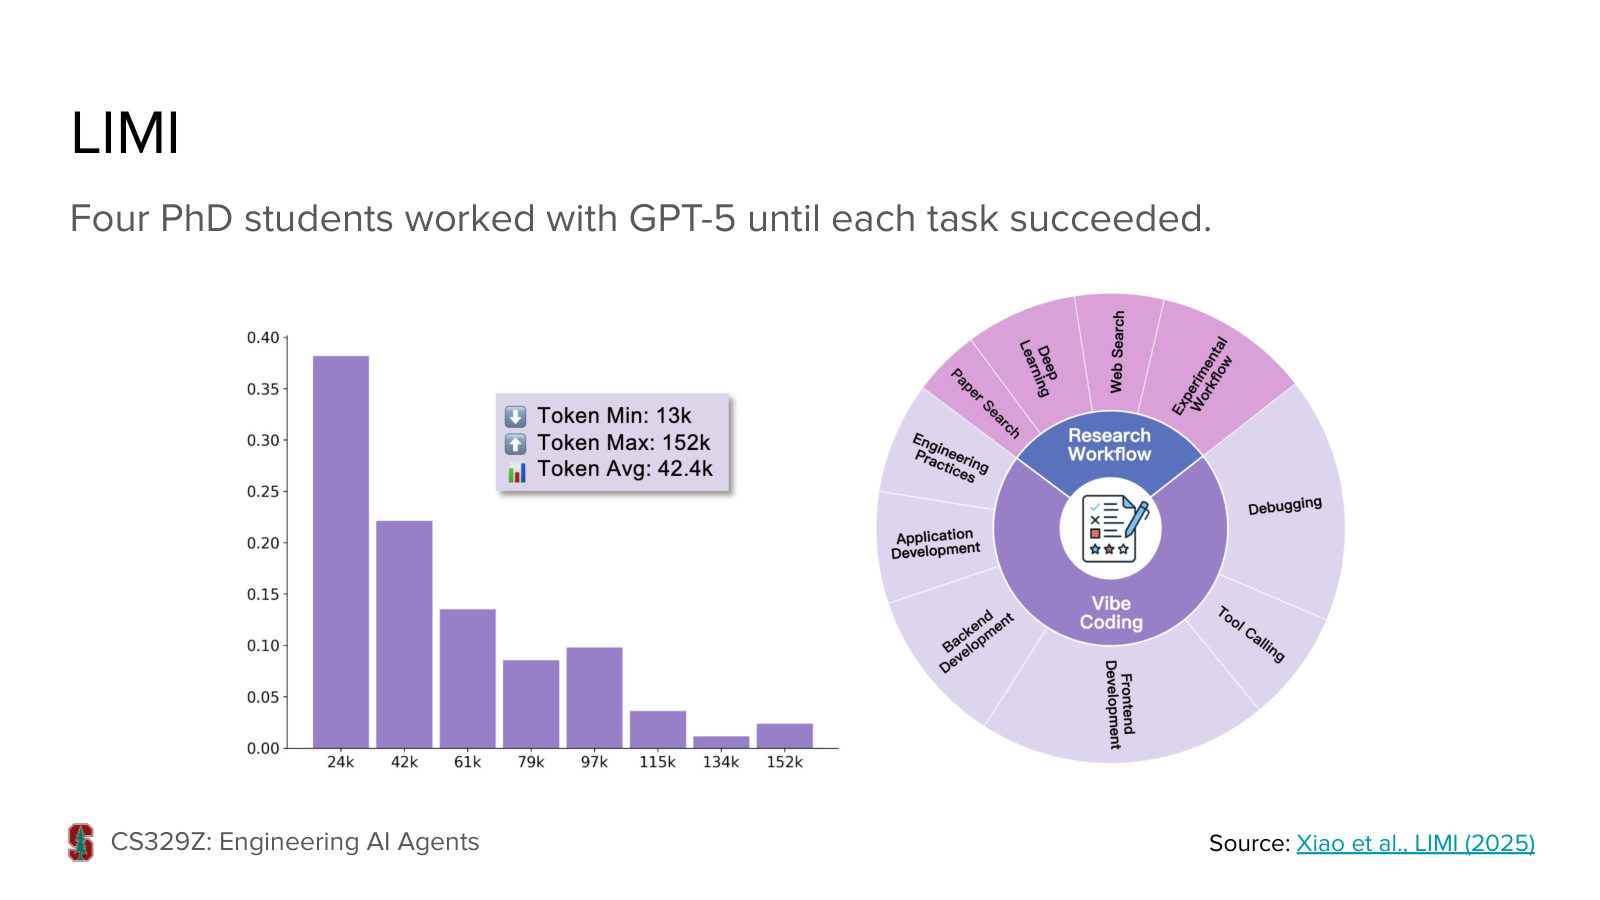 LIMI
Four PhD students worked with GPT-5 until each task succeeded.
0.40
0.35
0.30
0.25
0.20
0.15
0.10
0.05
0.00
24k
42k
61k
79k
97k
115k
134k
152k
Token Min: 13k
Token Max: 152k
Token Avg: 42.4k
Paper Search
Deep
Learning
Web Search
Experimental
Workflow
Research
Workflow
Engineering
Practices
Debugging
Application
Development
Vibe
Coding
Backend
Development
Tool Calling
Frontend
Development
CS329Z: Engineering AI Agents
Source: Xiao et al., LIMI (2025)